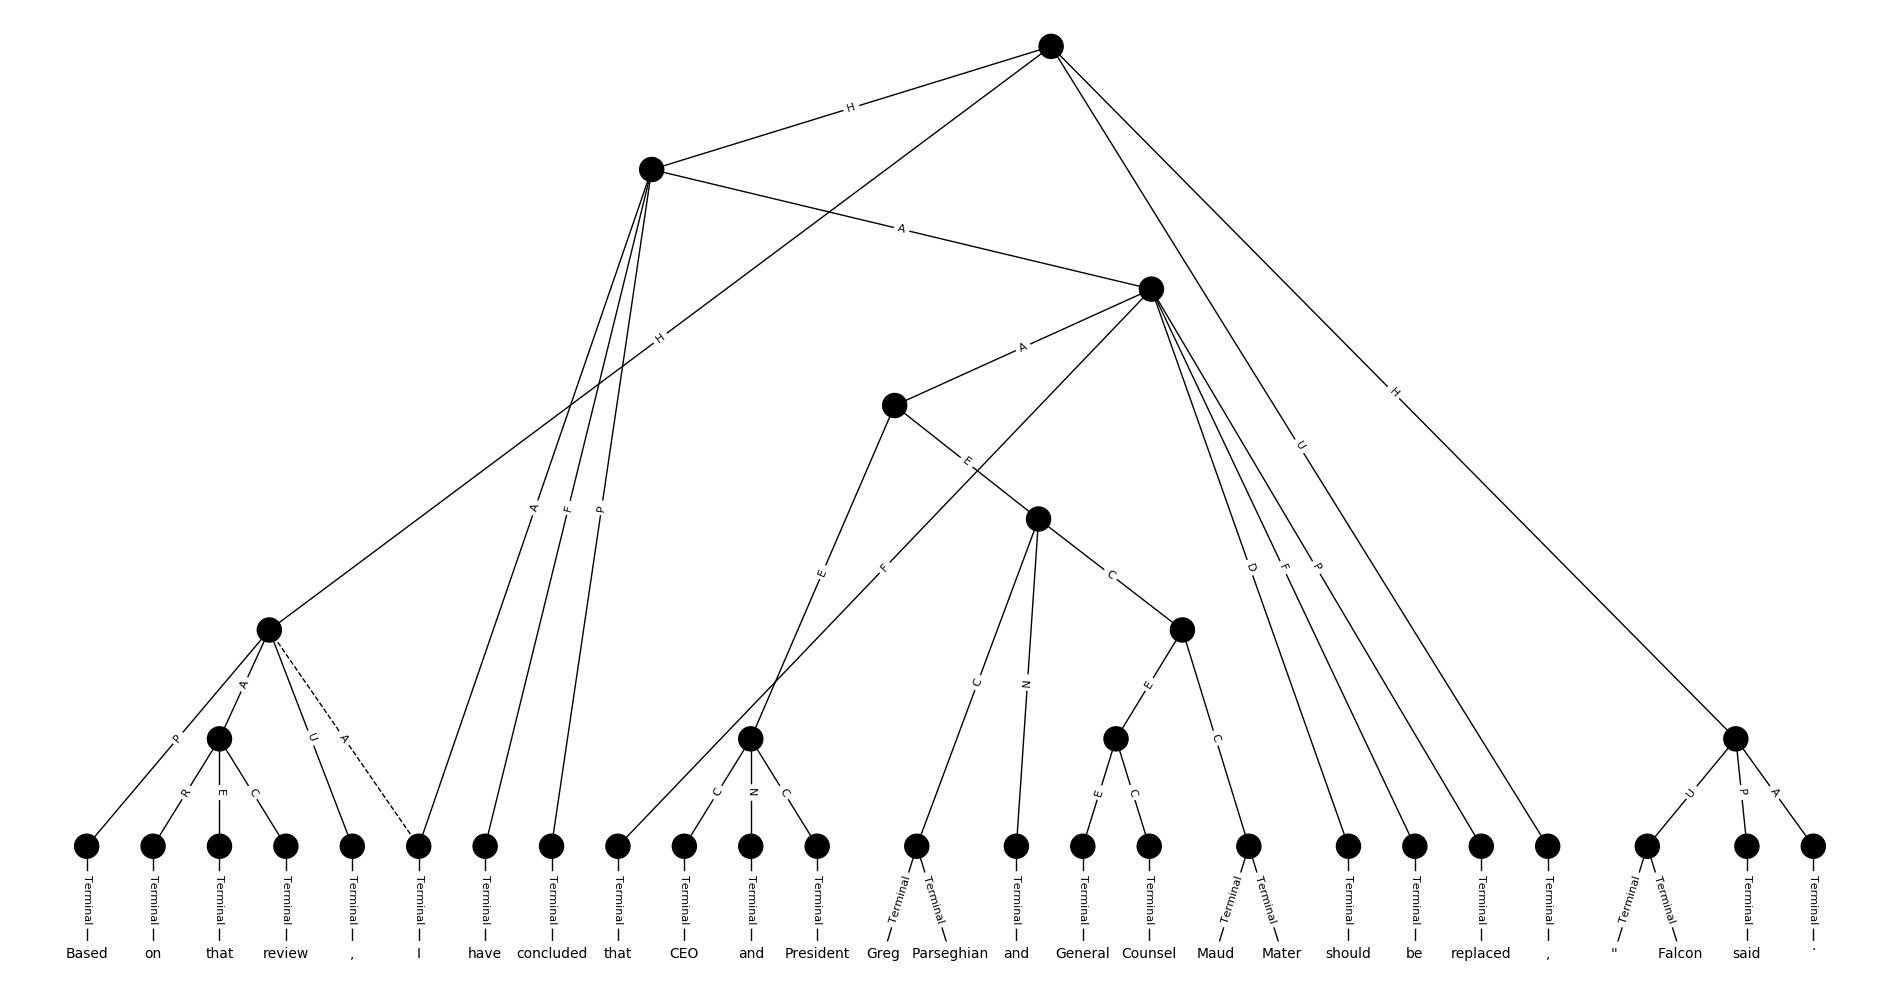 H
H
A
H
A
E
U
H
A
F
P
E
F
C
D
F
P
P
A
U
A
C
N
E
C
R
E
C
C
N
C
E
C
U
P
A
Terminal Terminal Terminal Terminal Terminal Terminal Terminal Terminal Terminal Terminal Terminal Terminal Terminal Terminal Terminal Terminal Terminal Terminal Terminal Terminal Terminal Terminal Terminal Terminal Terminal Terminal Terminal
Based on that review , I have concluded that CEO and President Greg Parseghian and General Counsel Maud Mater should be replaced , " Falcon said .